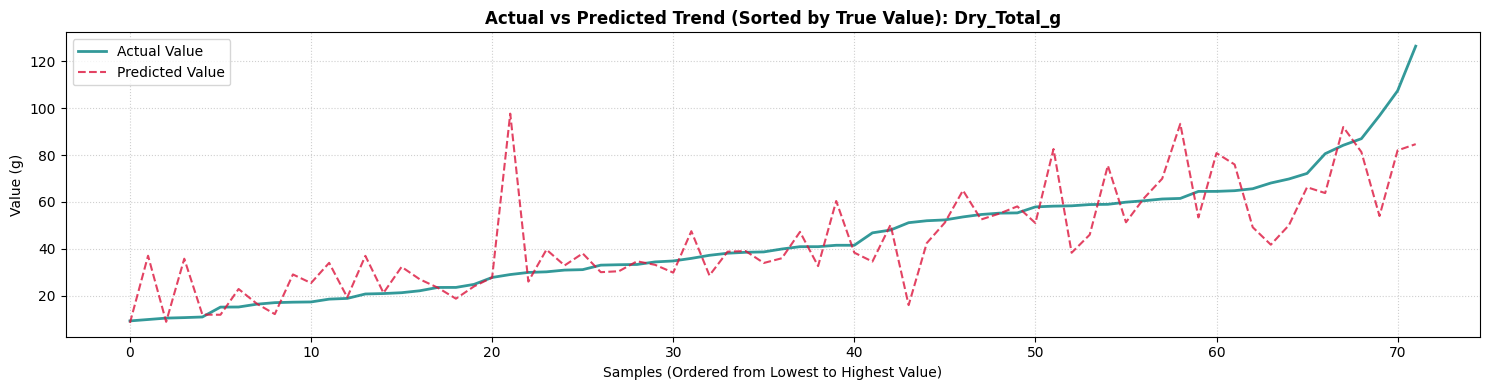 Actual vs Predicted Trend (Sorted by True Value): Dry_Total_g
Actual Value
Predicted Value
Value (g)
120
100
80
60
40
20
0 10 20 30 40 50 60 70
Samples (Ordered from Lowest to Highest Value)